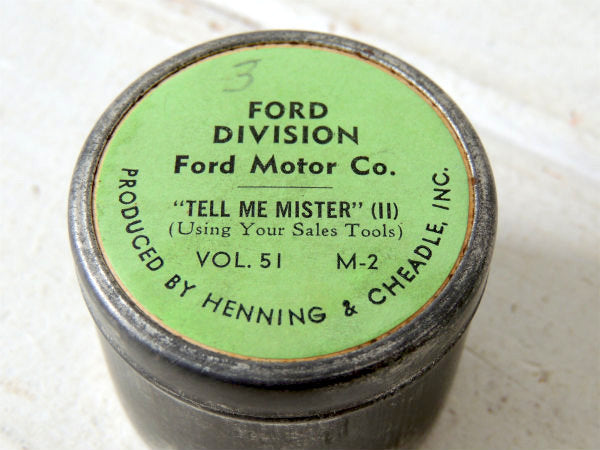 3
FORD
DIVISION
Ford Motor Co.
"TELL ME MISTER" (II)
(Using Your Sales Tools)
VOL. 51 M-2
PRODUCED BY HENNING & CHEADLE, INC.